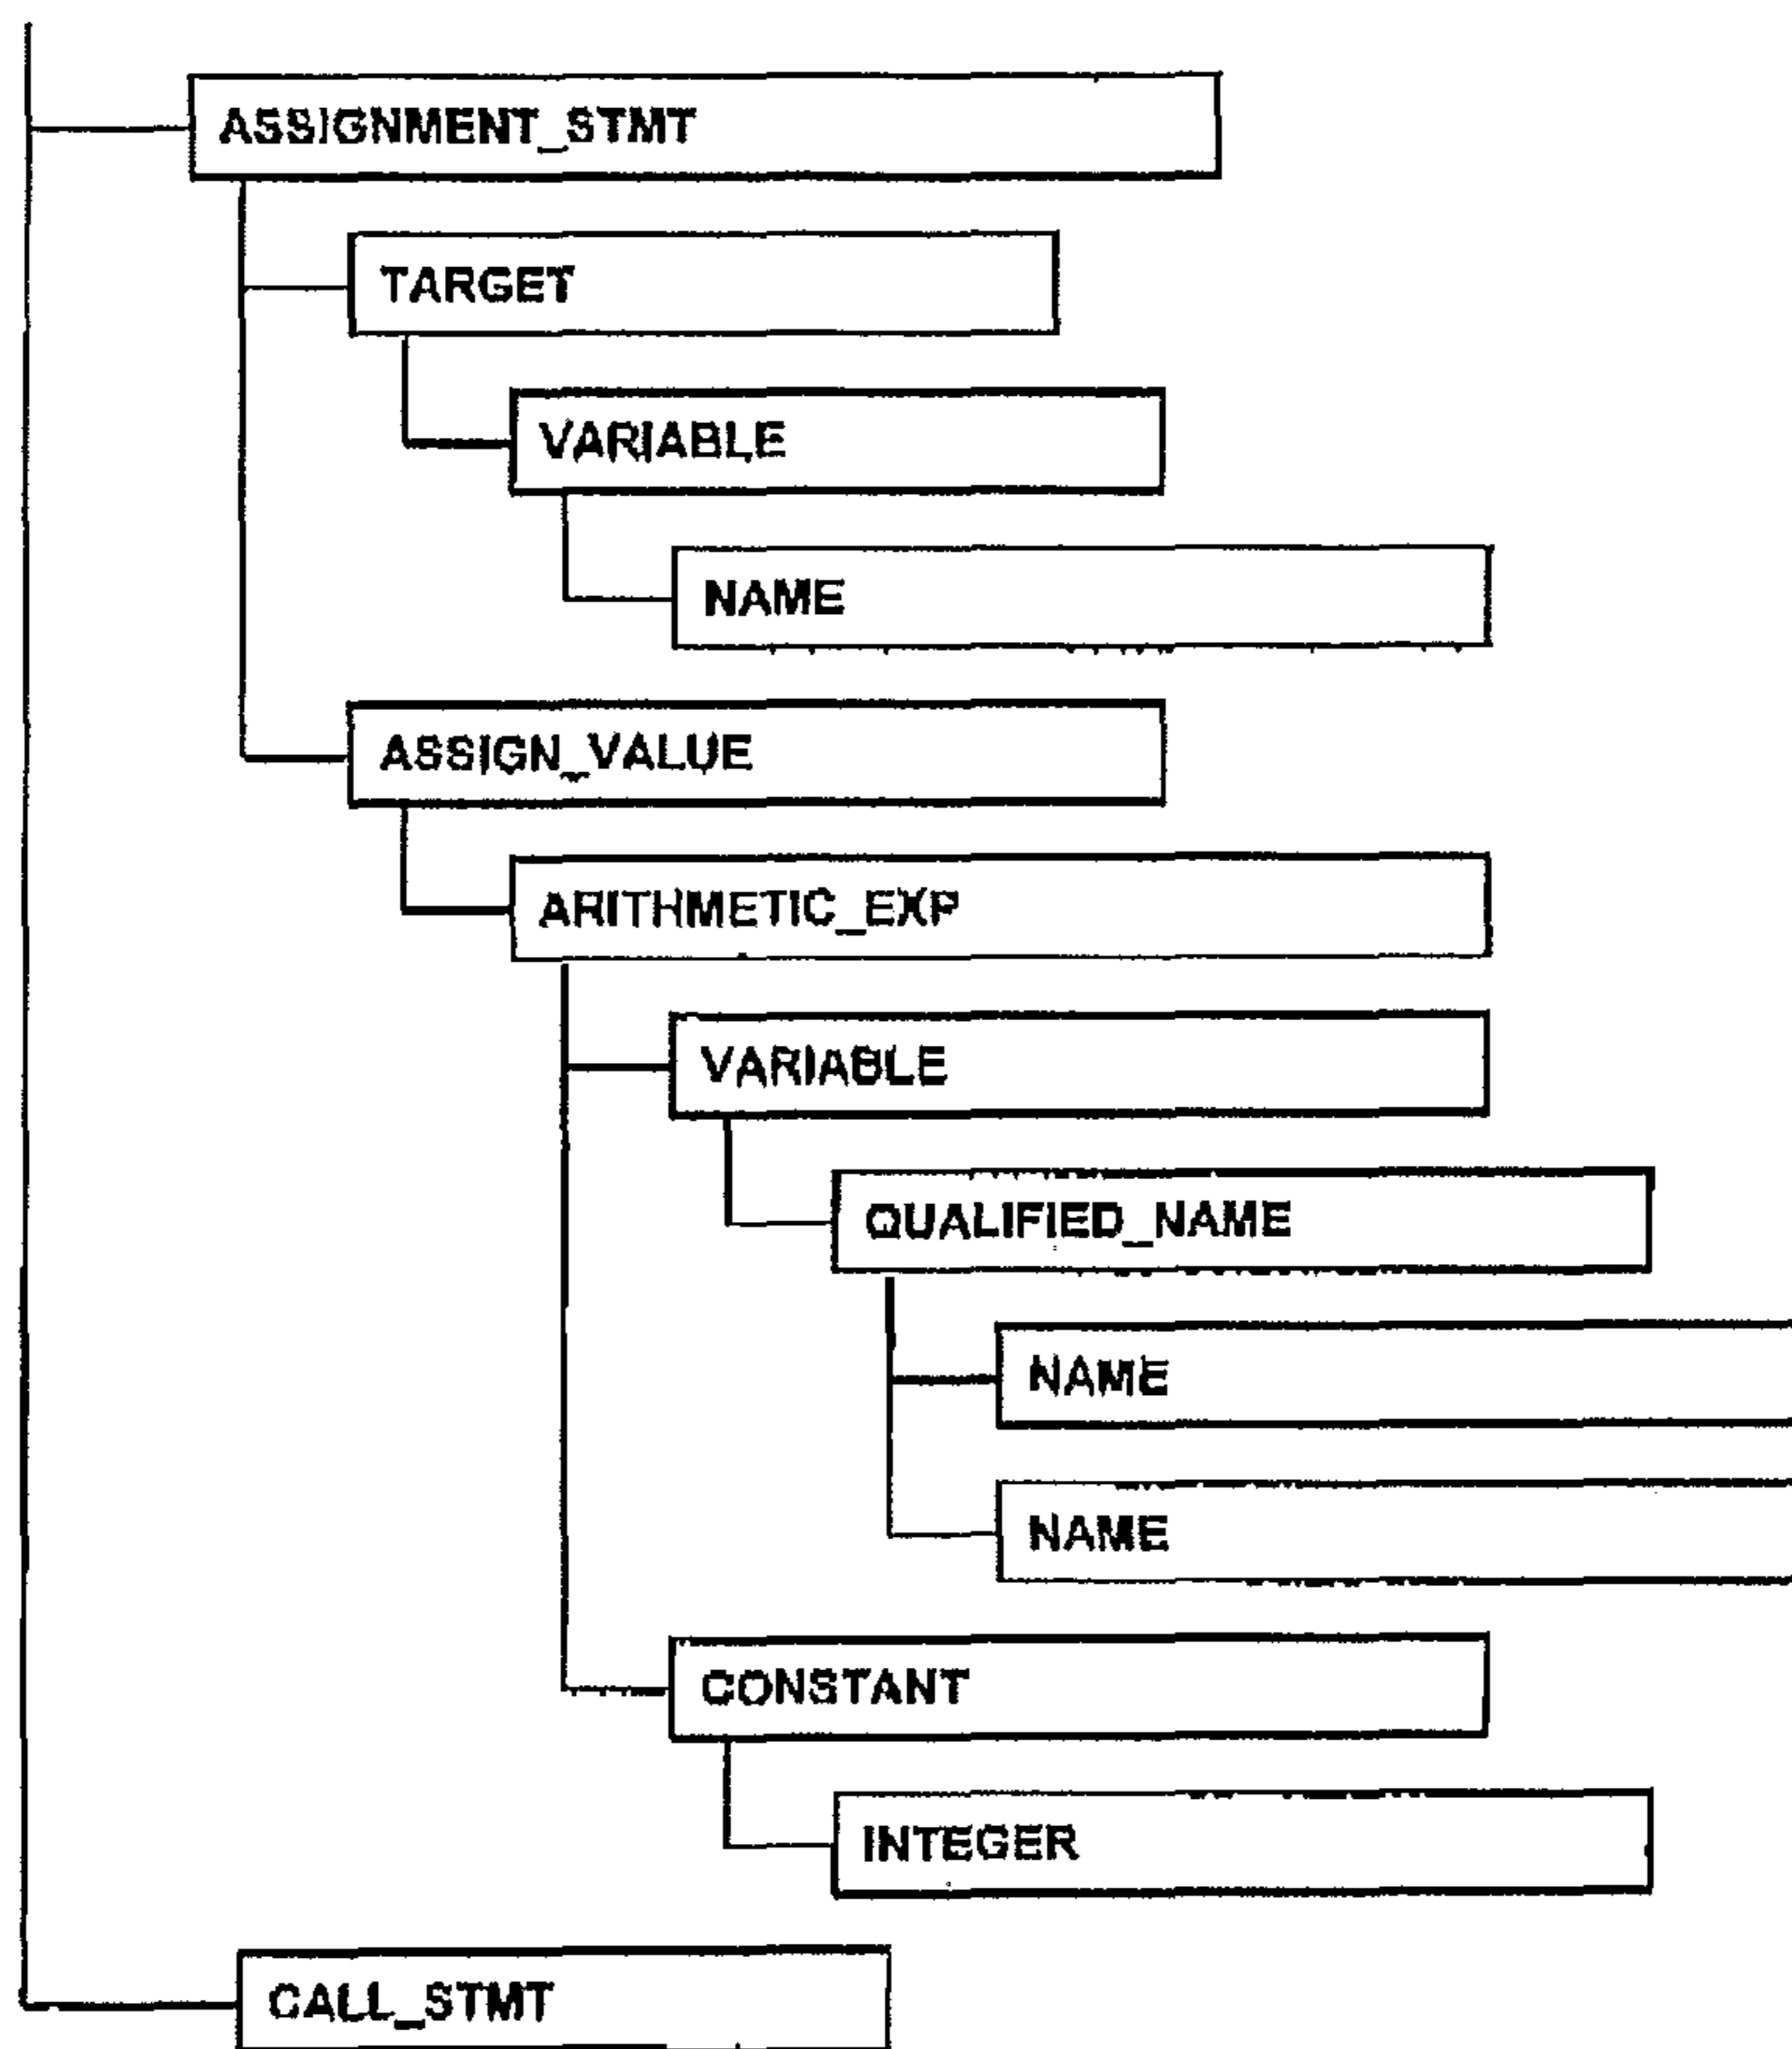 ASSIGNMENT_STMT
TARGET
VARIABLE
NAME
ASSIGN_VALUE
ARITHMETIC_EXP
VARIABLE
QUALIFIED_NAME
NAME
NAME
CONSTANT
INTEGER
CALL_STMT